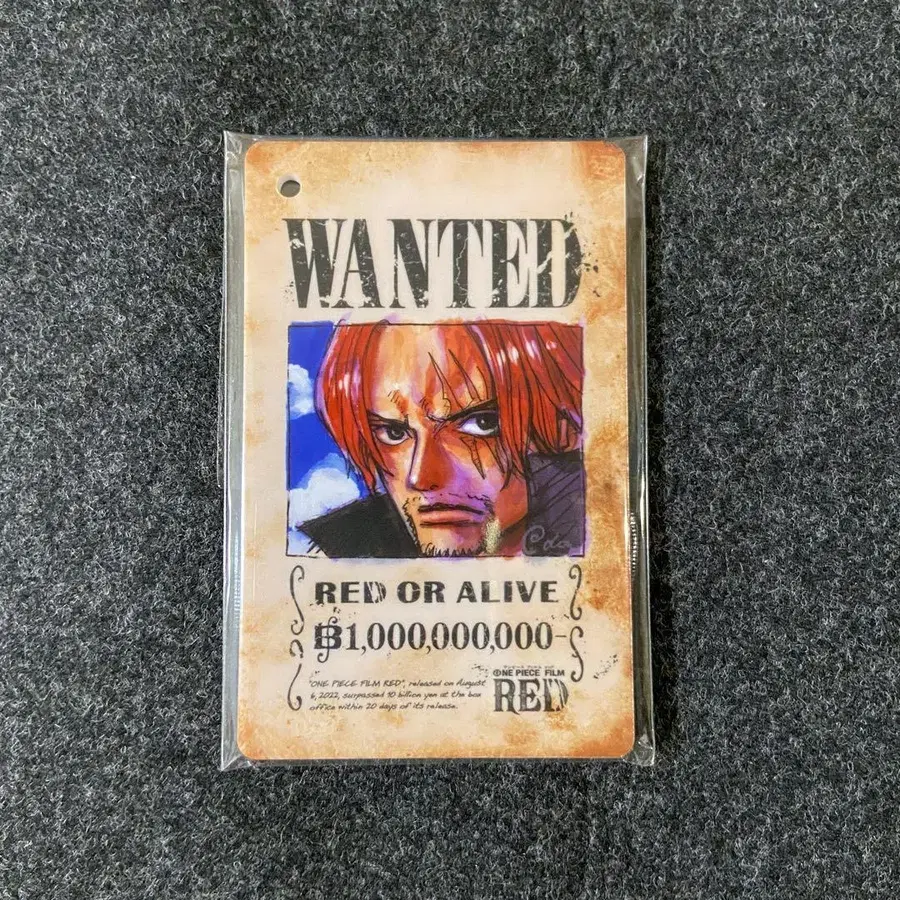 WANTED
Oda
RED OR ALIVE
฿1,000,000,000-
"ONE PIECE FILM RED", released on August
6, 2022, surpassed 10 billion yen at the box
office within 20 days of its release.
ONE PIECE FILM
RED